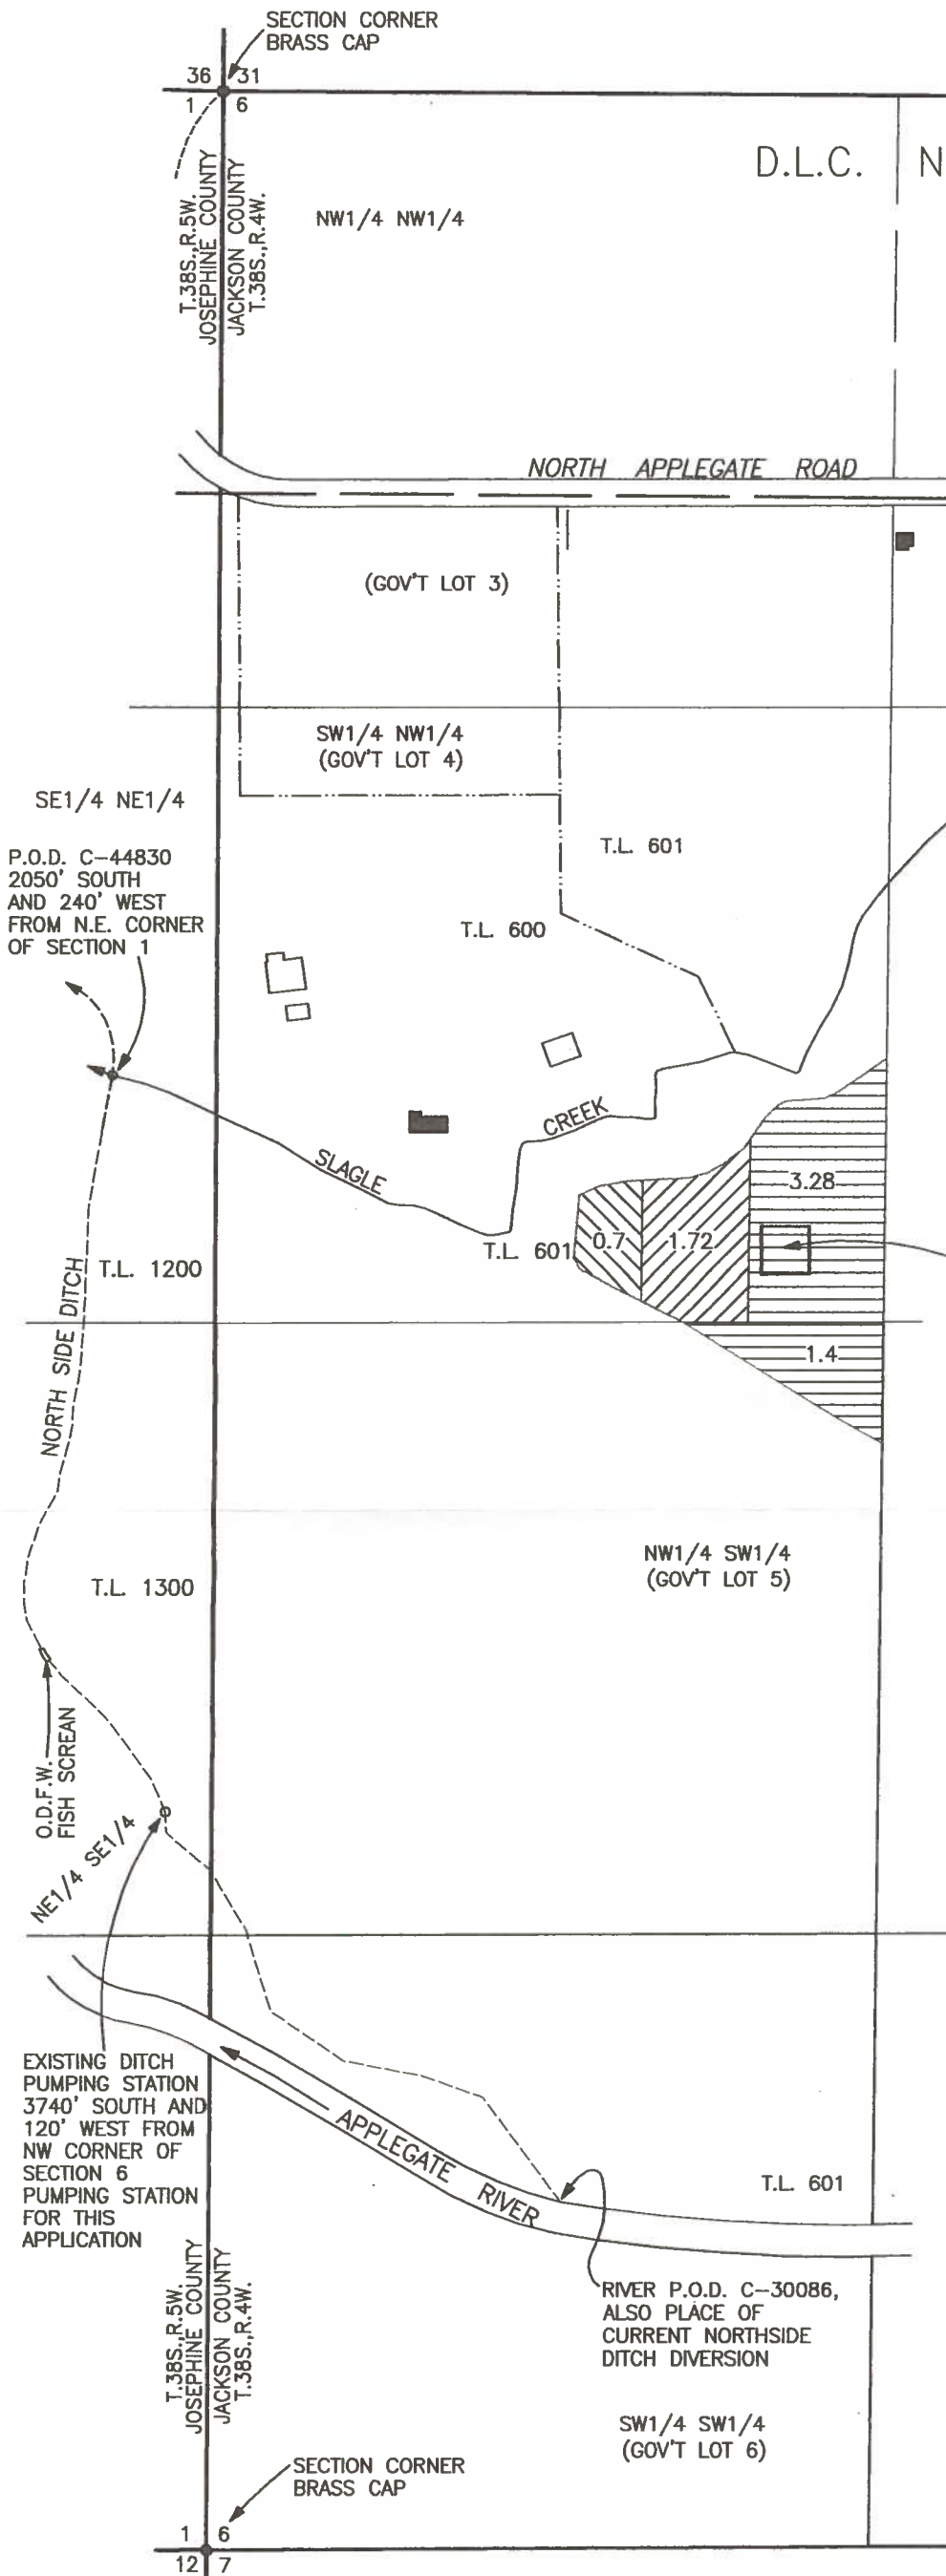 SECTION CORNER
BRASS CAP
36 31
1 6
D.L.C. N
T.38S.,R.5W.
JOSEPHINE COUNTY
JACKSON COUNTY
T.38S.,R.4W.
NW1/4 NW1/4
NORTH APPLEGATE ROAD
(GOV'T LOT 3)
SW1/4 NW1/4
(GOV'T LOT 4)
SE1/4 NE1/4
T.L. 601
P.O.D. C-44830
2050' SOUTH
AND 240' WEST
FROM N.E. CORNER
OF SECTION 1
T.L. 600
SLAGLE CREEK
3.28
0.7
1.72
T.L. 601
T.L. 1200
NORTH SIDE DITCH
1.4
NW1/4 SW1/4
(GOV'T LOT 5)
T.L. 1300
O.D.F.W.
FISH SCREAN
NE1/4 SE1/4
EXISTING DITCH
PUMPING STATION
3740' SOUTH AND
120' WEST FROM
NW CORNER OF
SECTION 6
PUMPING STATION
FOR THIS
APPLICATION
APPLEGATE RIVER
T.L. 601
RIVER P.O.D. C-30086,
ALSO PLACE OF
CURRENT NORTHSIDE
DITCH DIVERSION
T.38S.,R.5W.
JOSEPHINE COUNTY
JACKSON COUNTY
T.38S.,R.4W.
SW1/4 SW1/4
(GOV'T LOT 6)
SECTION CORNER
BRASS CAP
1 6
12 7